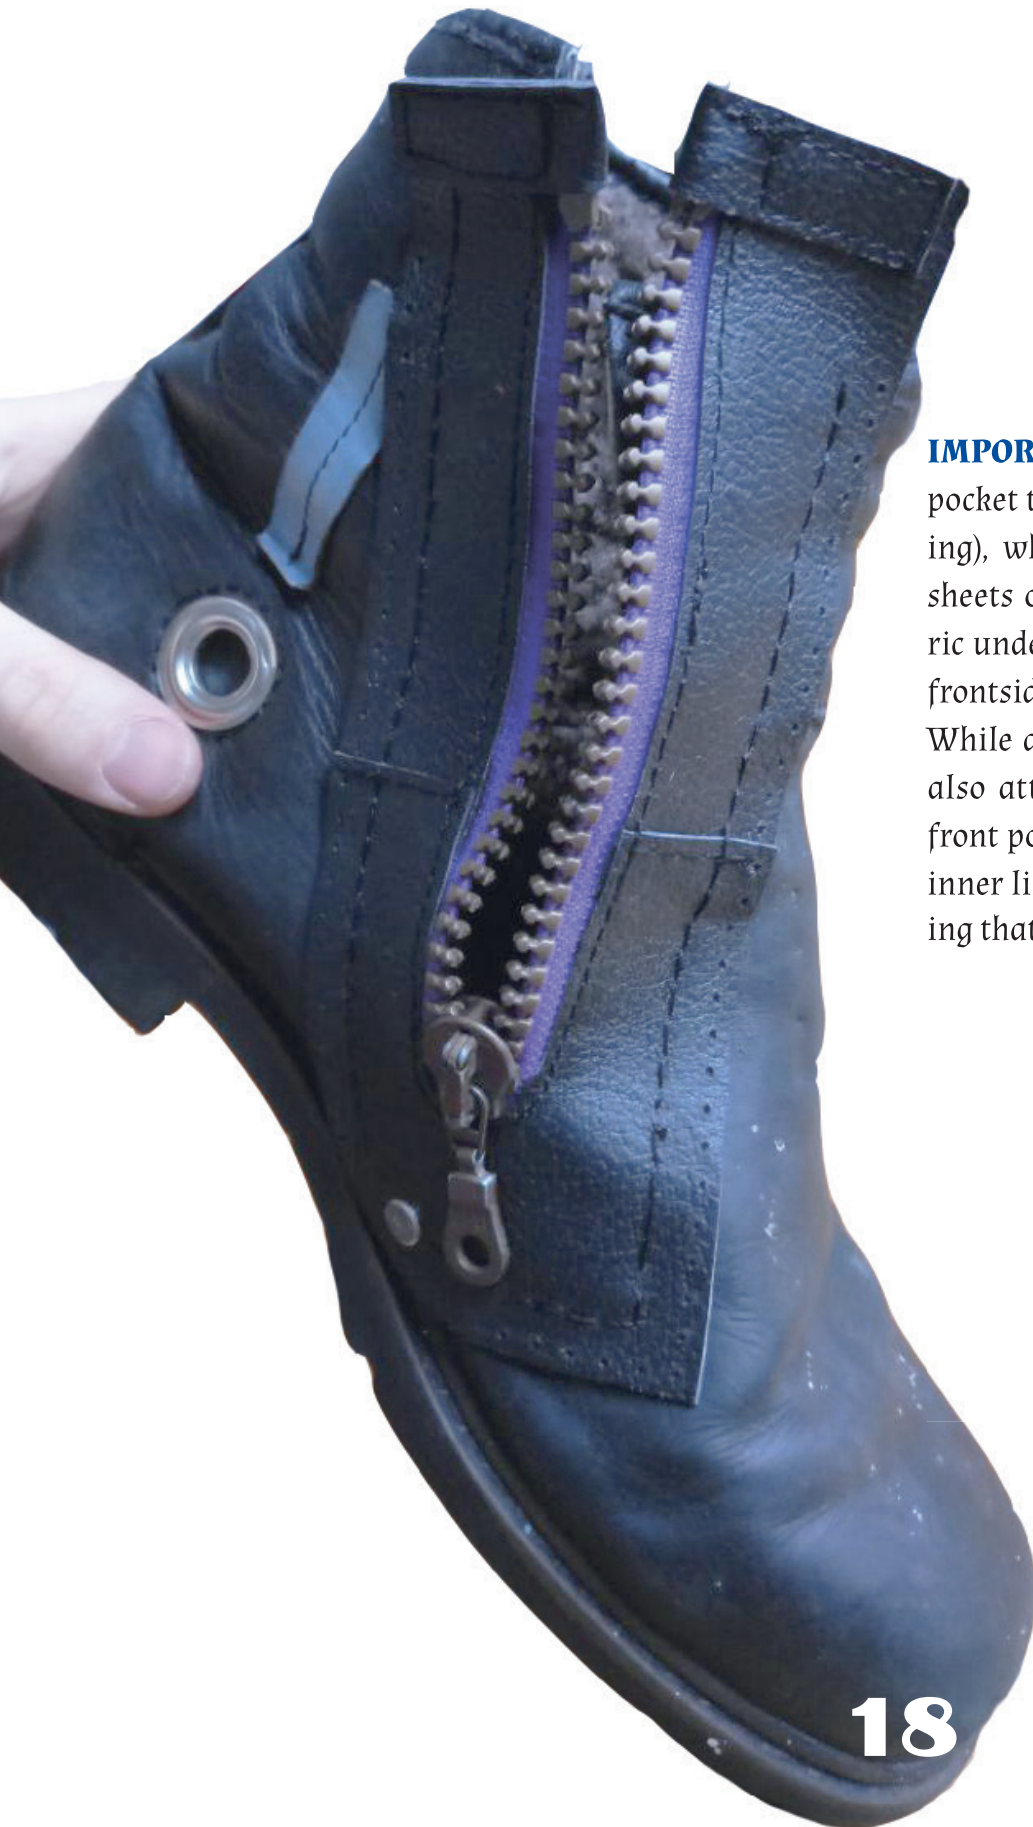 IMPOR
pocket t
ing), wh
sheets o
ric unde
frontsid
While a
also att
front po
inner li
ing that
18